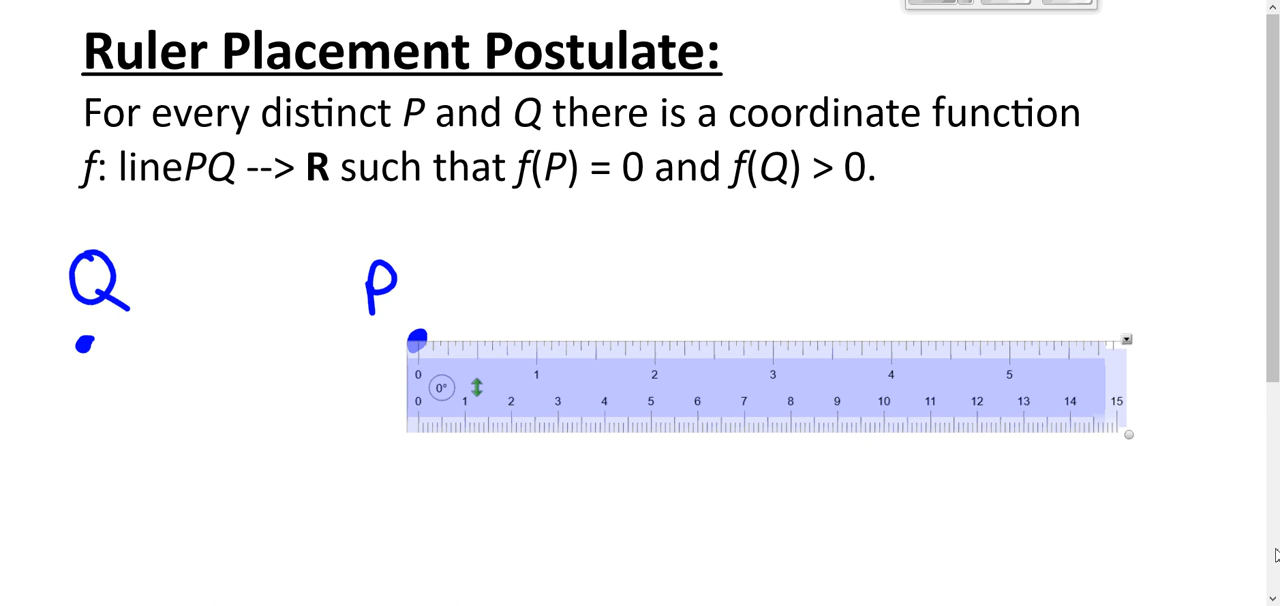 Ruler Placement Postulate:
For every distinct P and Q there is a coordinate function
f: linePQ --> R such that f(P) = 0 and f(Q) > 0.
Q P
0 1 2 3 4 5
0°
0 1 2 3 4 5 6 7 8 9 10 11 12 13 14 15